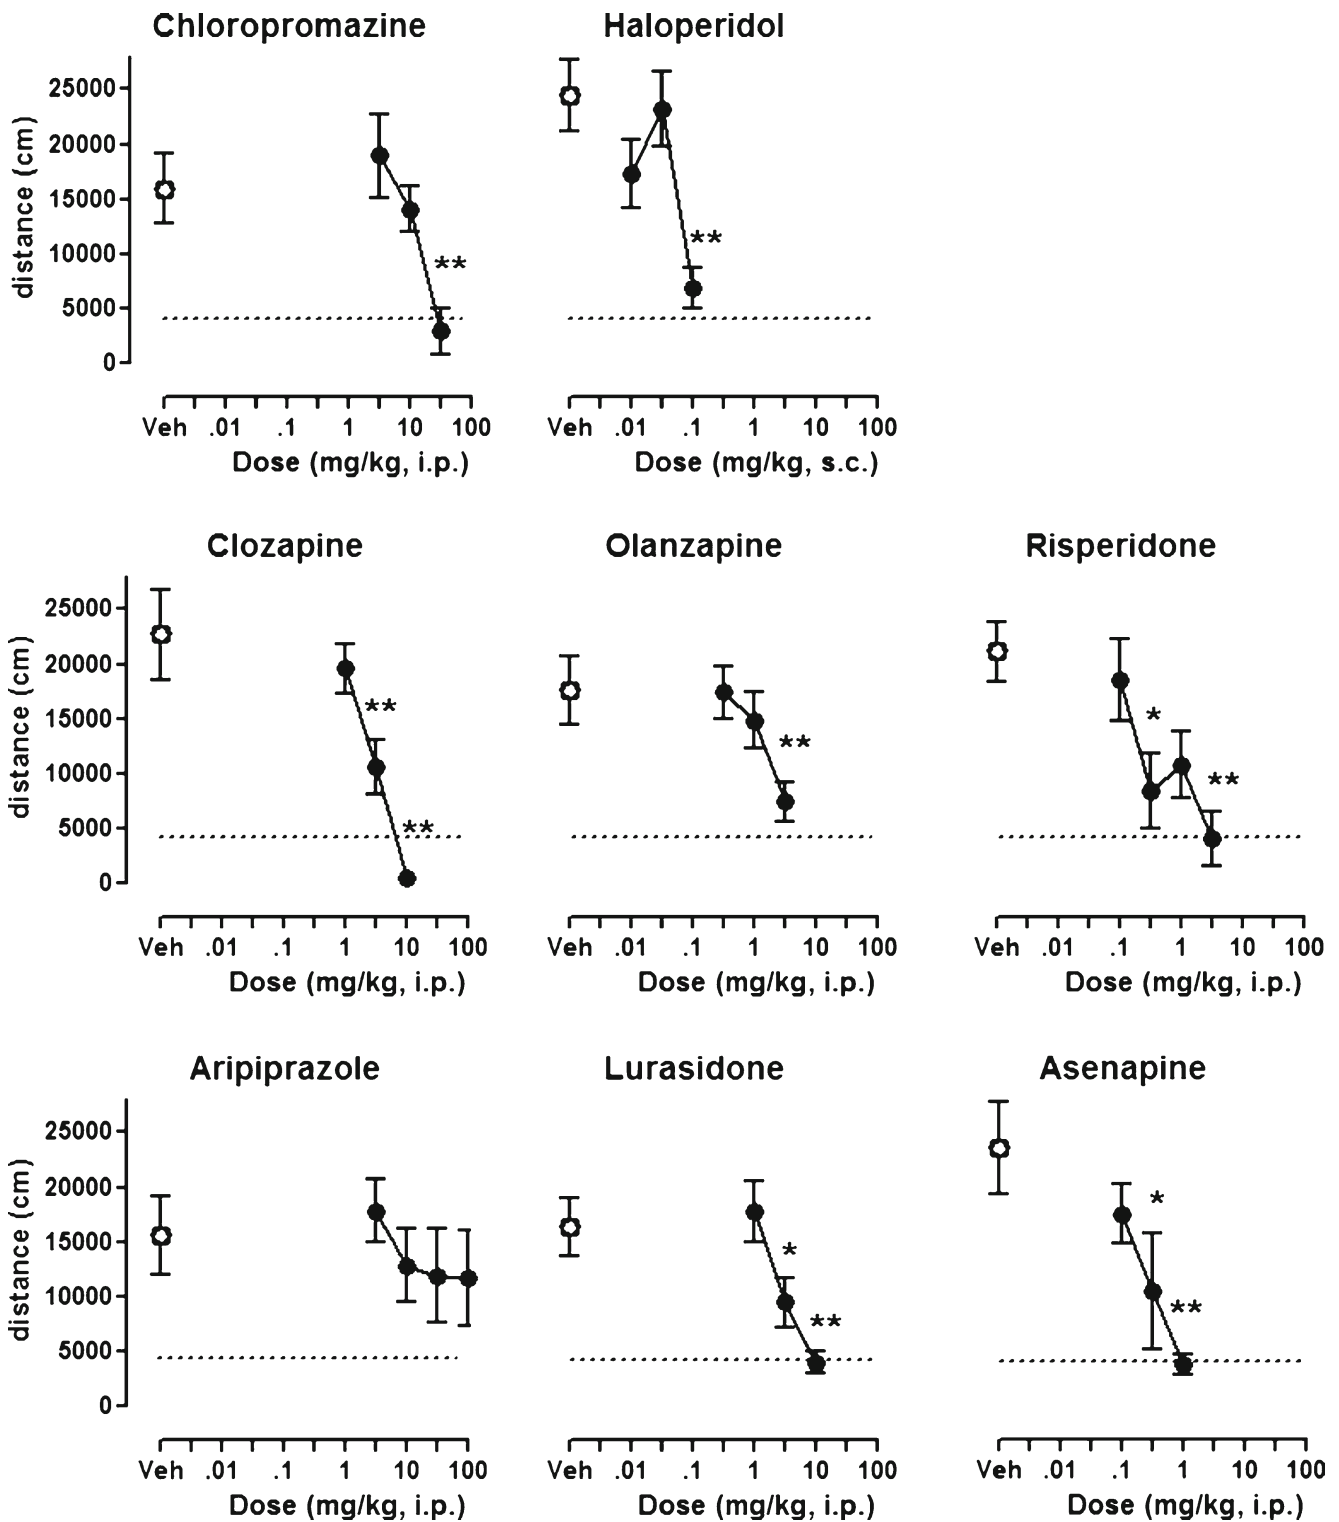 Chloropromazine Haloperidol
distance (cm)
25000
20000
15000
10000
5000
0
**
**
Veh .01 .1 1 10 100 Veh .01 .1 1 10 100
Dose (mg/kg, i.p.) Dose (mg/kg, s.c.)
Clozapine Olanzapine Risperidone
distance (cm)
25000
20000
15000
10000
5000
0
**
**
**
*
**
Veh .01 .1 1 10 100 Veh .01 .1 1 10 100 Veh .01 .1 1 10 100
Dose (mg/kg, i.p.) Dose (mg/kg, i.p.) Dose (mg/kg, i.p.)
Aripiprazole Lurasidone Asenapine
distance (cm)
25000
20000
15000
10000
5000
0
*
**
*
**
Veh .01 .1 1 10 100 Veh .01 .1 1 10 100 Veh .01 .1 1 10 100
Dose (mg/kg, i.p.) Dose (mg/kg, i.p.) Dose (mg/kg, i.p.)